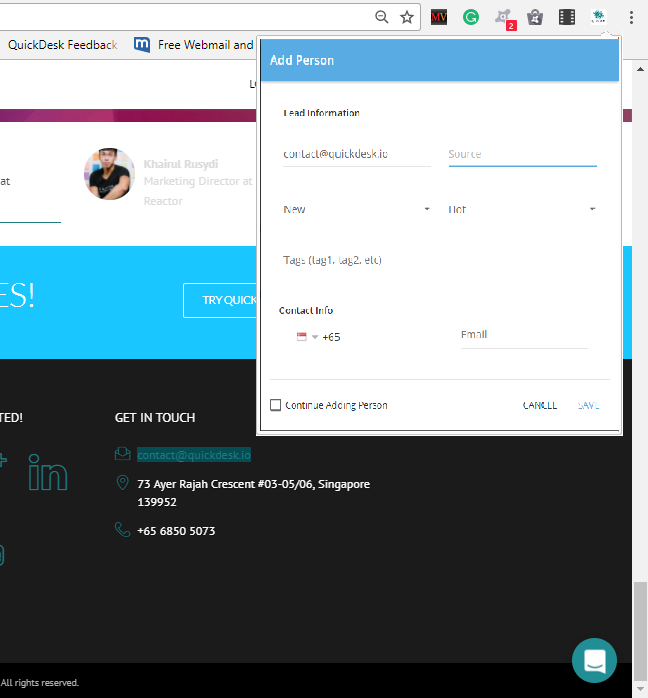 MV
2
QuickDesk Feedback
Free Webmail and
Add Person
Lead Information
contact@quickdesk.io
Source
New
Hot
Tags (tag1, tag2, etc)
Contact Info
+65
Email
Continue Adding Person
CANCEL
SAVE
at
Khairul Rusydi
Marketing Director at
Reactor
ES!
TRY QUICK
TED!
GET IN TOUCH
contact@quickdesk.io
73 Ayer Rajah Crescent #03-05/06, Singapore
139952
+65 6850 5073
All rights reserved.